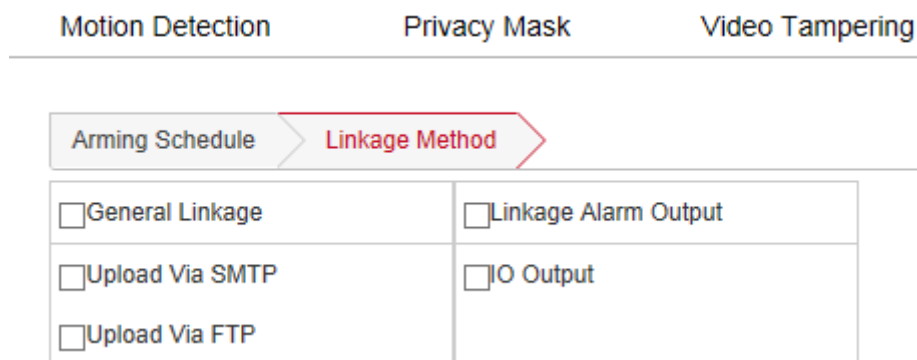 Motion Detection Privacy Mask Video Tampering
Arming Schedule Linkage Method
General Linkage Linkage Alarm Output
Upload Via SMTP IO Output
Upload Via FTP